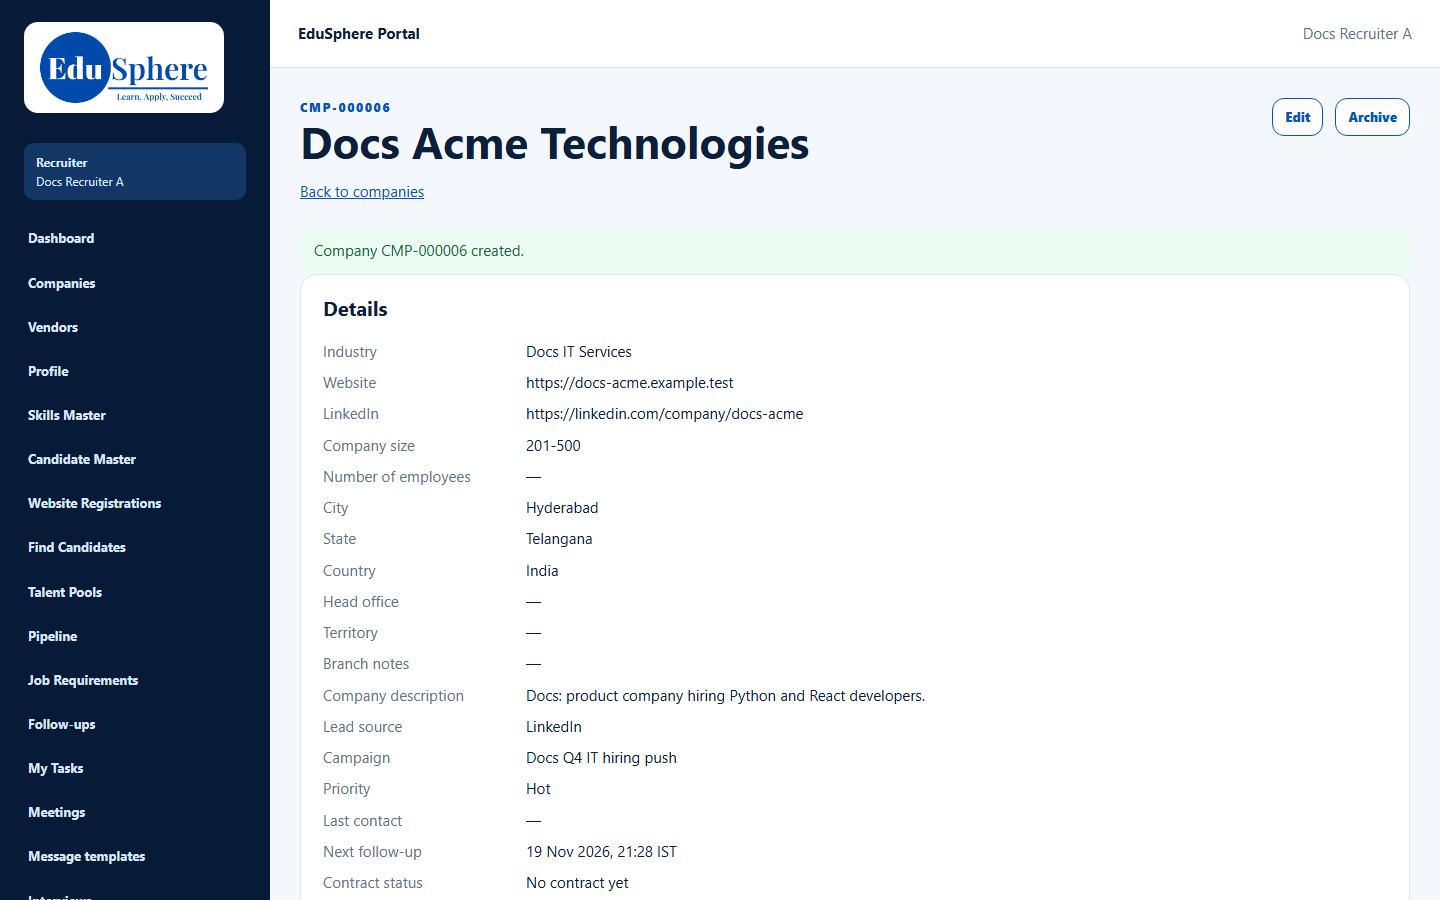 Edu Sphere
Learn, Apply, Succeed
Recruiter
Docs Recruiter A
Dashboard
Companies
Vendors
Profile
Skills Master
Candidate Master
Website Registrations
Find Candidates
Talent Pools
Pipeline
Job Requirements
Follow-ups
My Tasks
Meetings
Message templates
Interviews
EduSphere Portal
Docs Recruiter A
CMP-000006
Docs Acme Technologies
Back to companies
Edit
Archive
Company CMP-000006 created.
Details
Industry Docs IT Services
Website https://docs-acme.example.test
LinkedIn https://linkedin.com/company/docs-acme
Company size 201-500
Number of employees —
City Hyderabad
State Telangana
Country India
Head office —
Territory —
Branch notes —
Company description Docs: product company hiring Python and React developers.
Lead source LinkedIn
Campaign Docs Q4 IT hiring push
Priority Hot
Last contact —
Next follow-up 19 Nov 2026, 21:28 IST
Contract status No contract yet